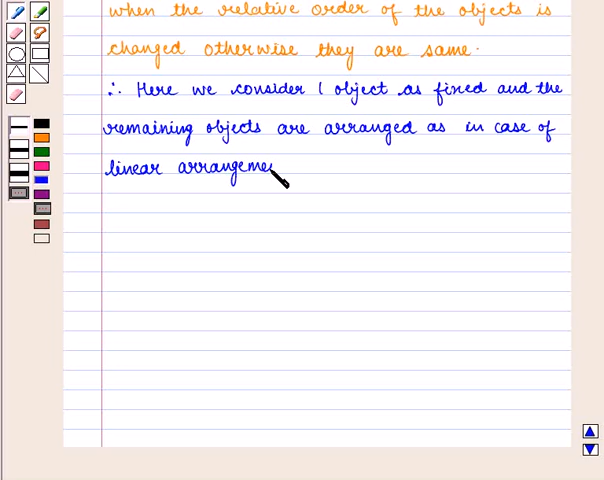 when the relative order of the objects is
changed otherwise they are same.
∴ Here we consider 1 object as fixed and the
remaining objects are arranged as in case of
linear arrangeme